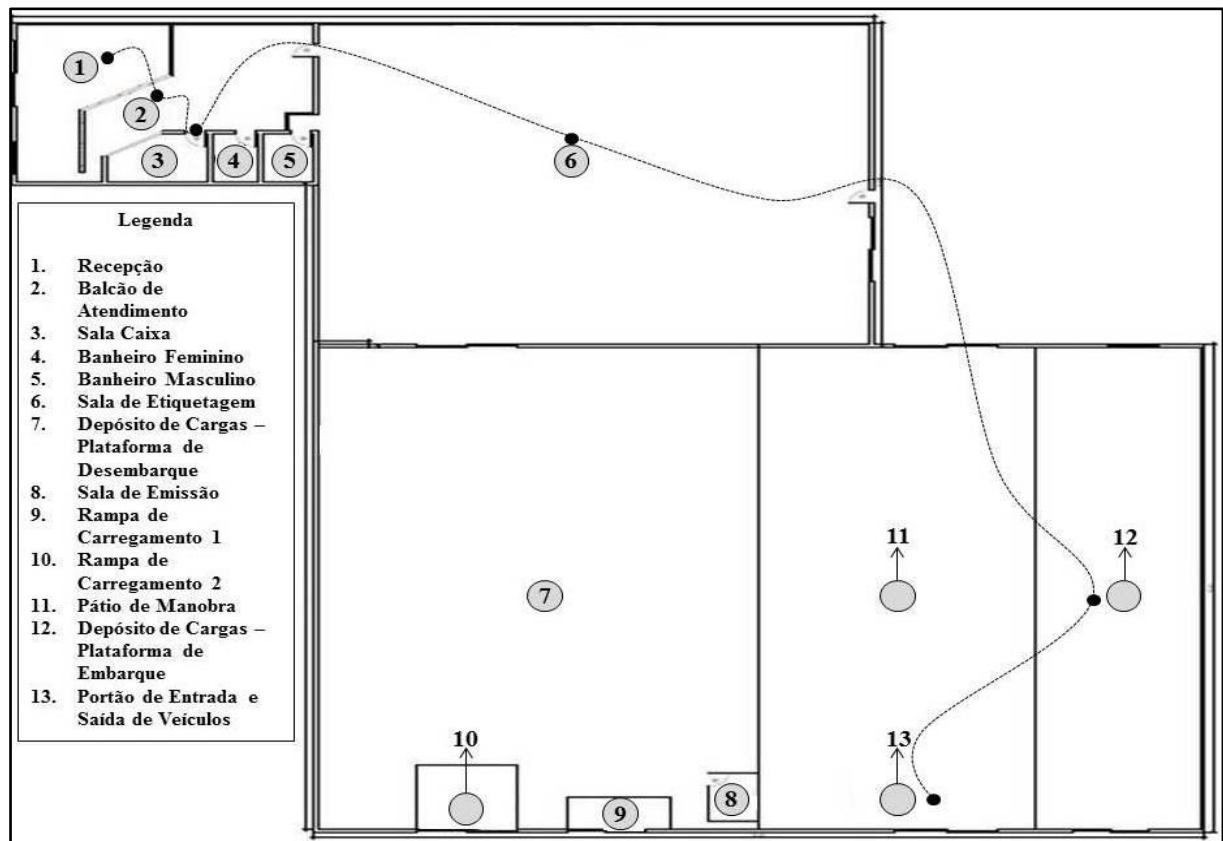 1
2
3
4
5
6
Legenda
1. Recepção
2. Balcão de
Atendimento
3. Sala Caixa
4. Banheiro Feminino
5. Banheiro Masculino
6. Sala de Etiquetagem
7. Depósito de Cargas –
Plataforma de
Desembarque
8. Sala de Emissão
9. Rampa de
Carregamento 1
10. Rampa de
Carregamento 2
11. Pátio de Manobra
12. Depósito de Cargas –
Plataforma de
Embarque
13. Portão de Entrada e
Saída de Veículos
11
12
7
10
13
9
8